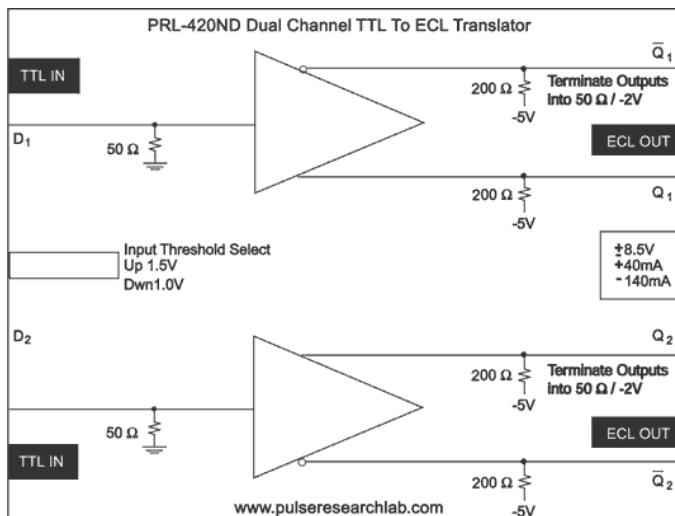 PRL-420ND Dual Channel TTL To ECL Translator
Q̅1
TTL IN
200 Ω
Terminate Outputs
Into 50 Ω / -2V
-5V
D1
50 Ω
ECL OUT
200 Ω
Q1
-5V
Input Threshold Select
Up 1.5V
Dwn1.0V
±8.5V
+40mA
-140mA
D2
Q2
200 Ω
Terminate Outputs
Into 50 Ω / -2V
-5V
50 Ω
ECL OUT
TTL IN
200 Ω
Q̅2
-5V
www.pulseresearchlab.com